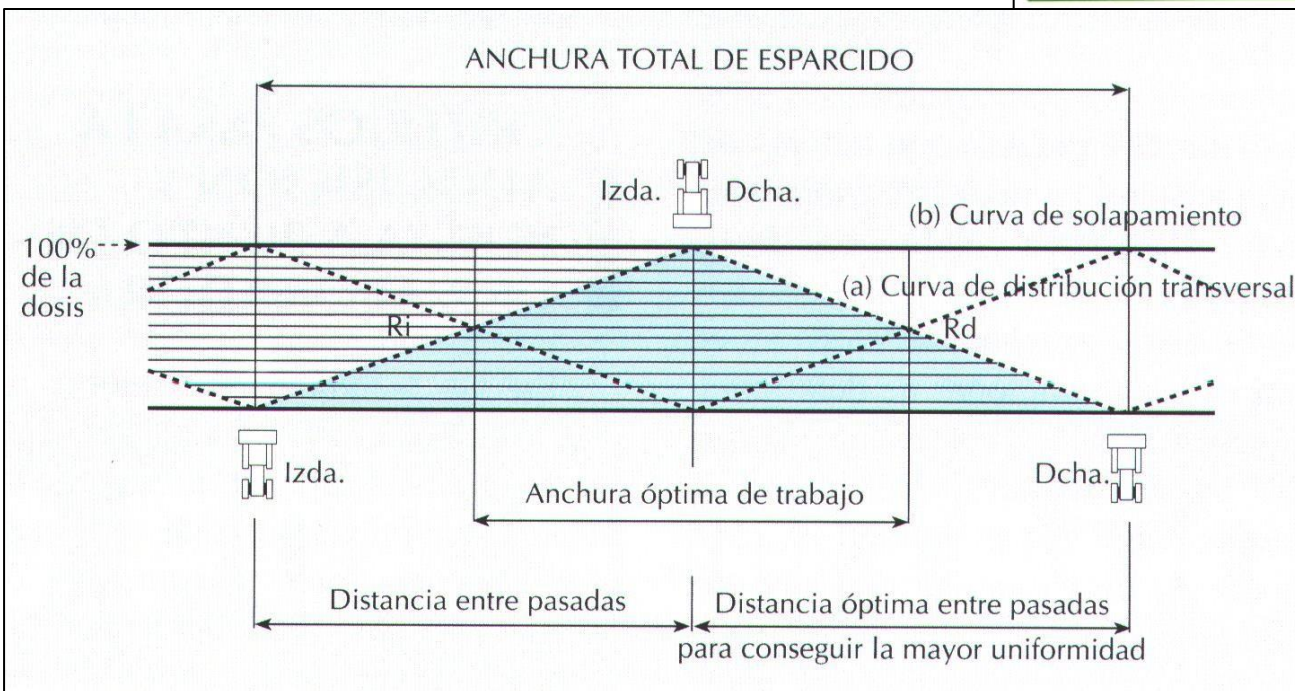 ANCHURA TOTAL DE ESPARCIDO
Izda. Dcha.
(b) Curva de solapamiento
100%
de la
dosis
(a) Curva de distribución transversal
Ri
Rd
Izda.
Dcha.
Anchura óptima de trabajo
Distancia entre pasadas
Distancia óptima entre pasadas
para conseguir la mayor uniformidad